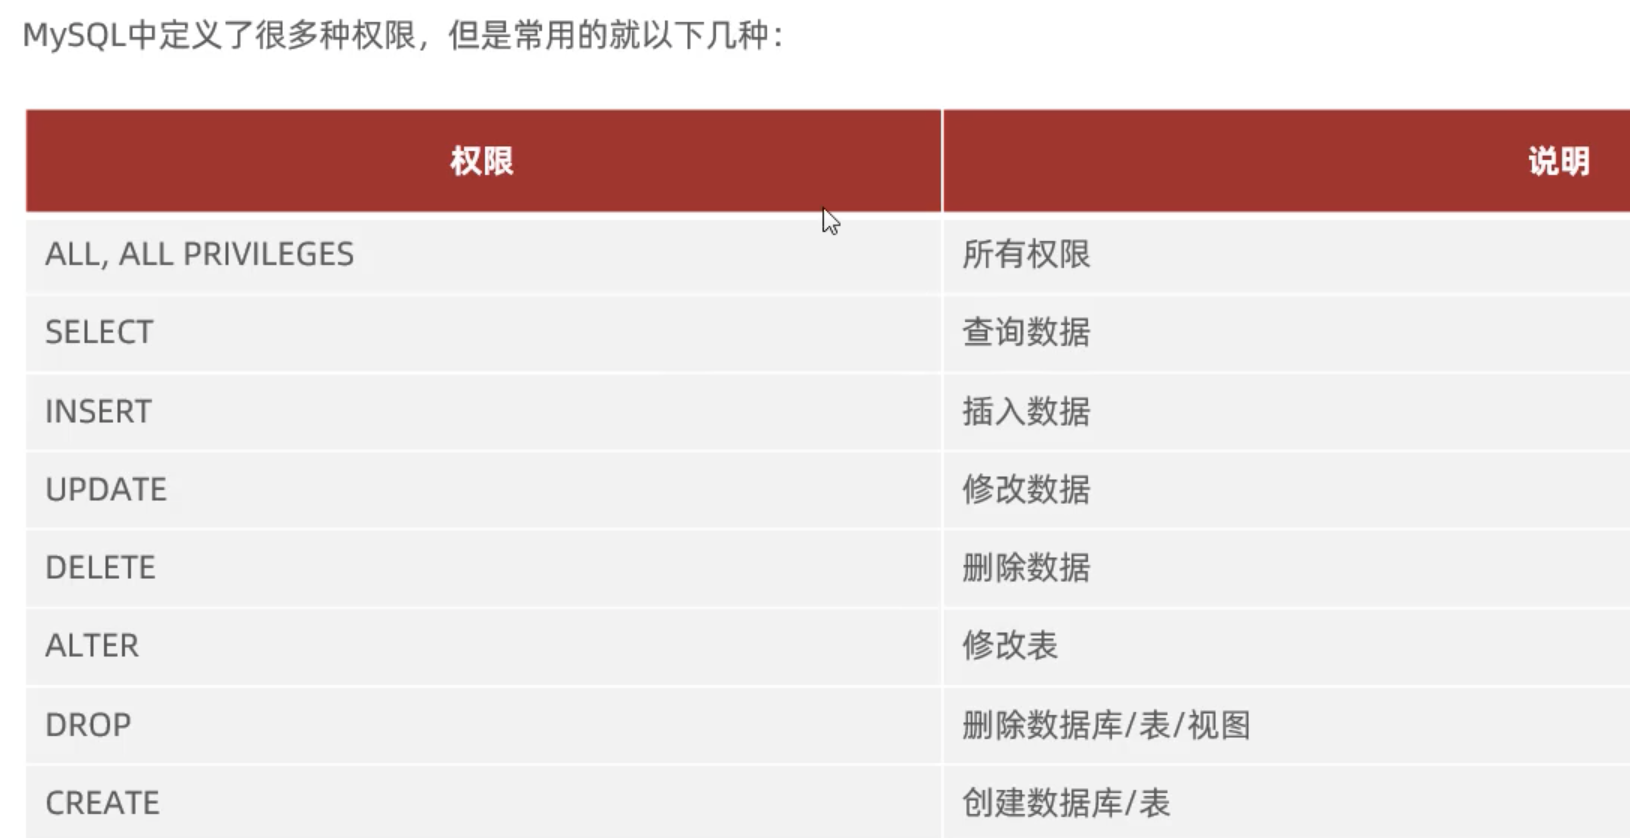 MySQL中定义了很多种权限，但是常用的就以下几种：
权限 说明
ALL, ALL PRIVILEGES 所有权限
SELECT 查询数据
INSERT 插入数据
UPDATE 修改数据
DELETE 删除数据
ALTER 修改表
DROP 删除数据库/表/视图
CREATE 创建数据库/表